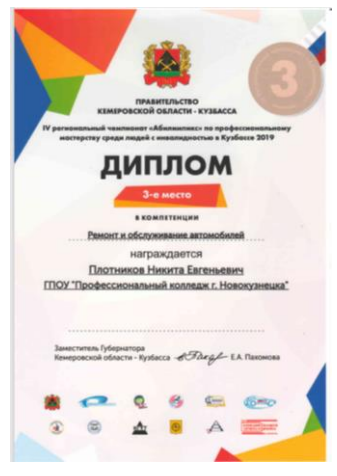 3
ПРАВИТЕЛЬСТВО
КЕМЕРОВСКОЙ ОБЛАСТИ - КУЗБАССА
IV региональный чемпионат «Абилимпикс» по профессиональному
мастерству среди людей с инвалидностью в Кузбассе 2019
ДИПЛОМ
3-е место
В КОМПЕТЕНЦИИ
Ремонт и обслуживание автомобилей
награждается
Плотников Никита Евгеньевич
ГПОУ "Профессиональный колледж г. Новокузнецка"
Заместитель Губернатора
Кемеровской области - Кузбасса Е.А. Пахомова